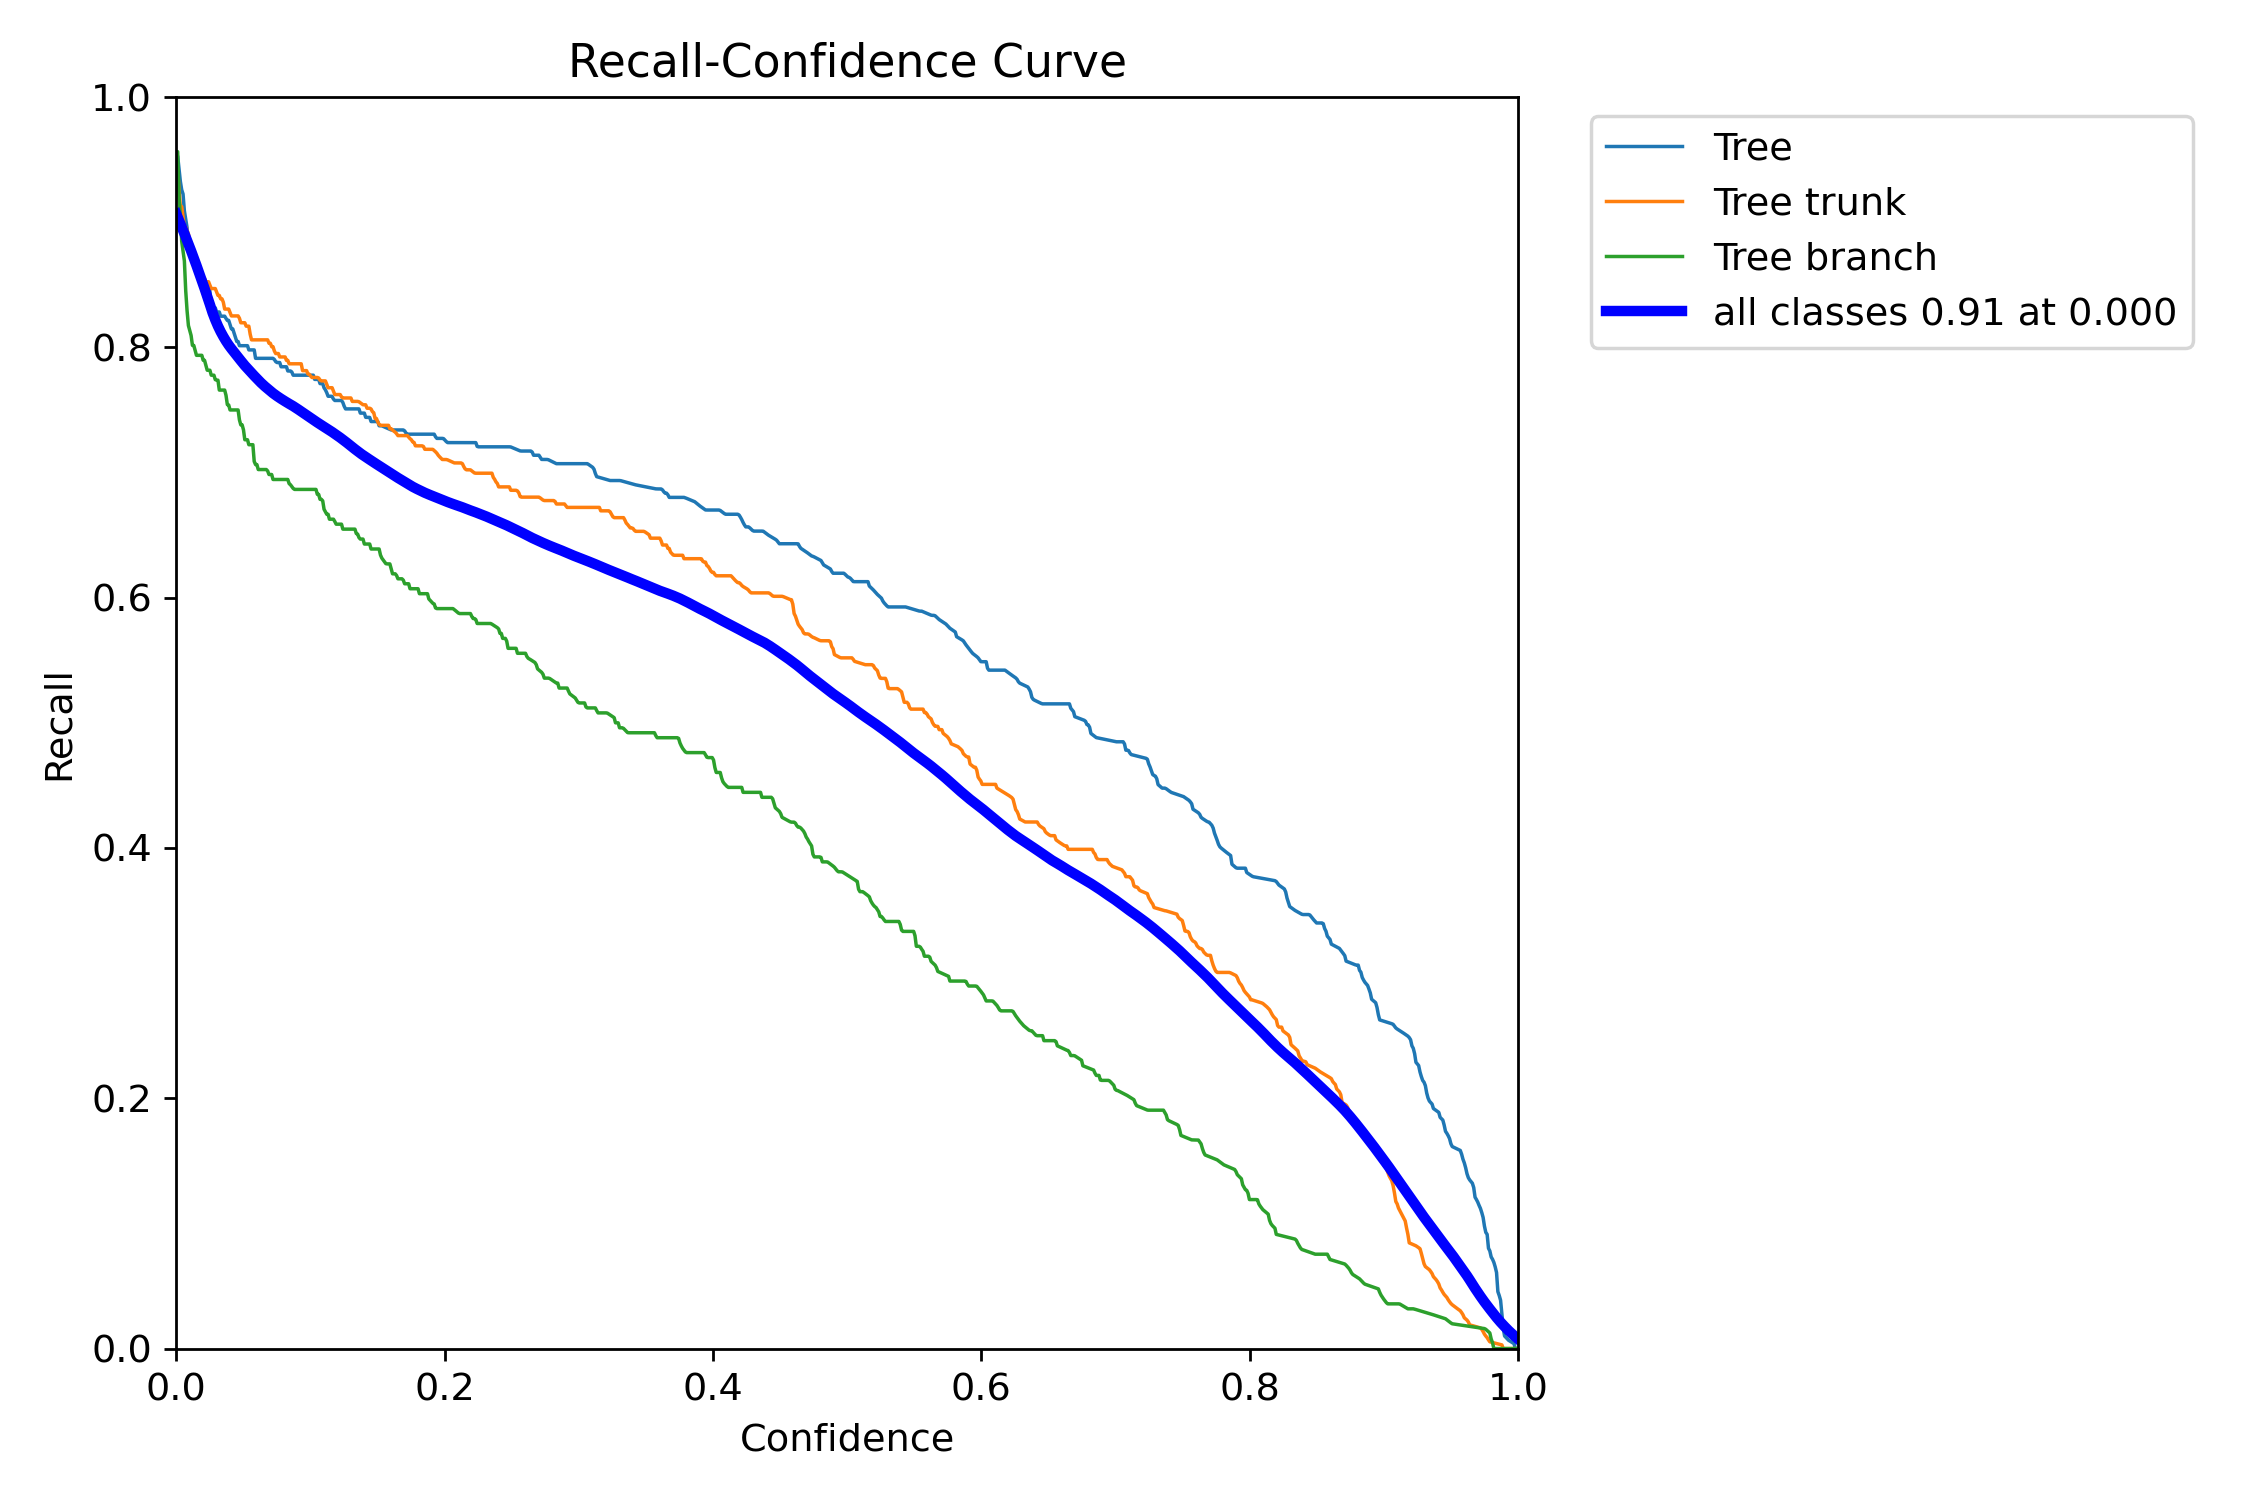 Recall-Confidence Curve
1.0
0.8
0.6
0.4
0.2
0.0
Recall
0.0 0.2 0.4 0.6 0.8 1.0
Confidence
Tree
Tree trunk
Tree branch
all classes 0.91 at 0.000